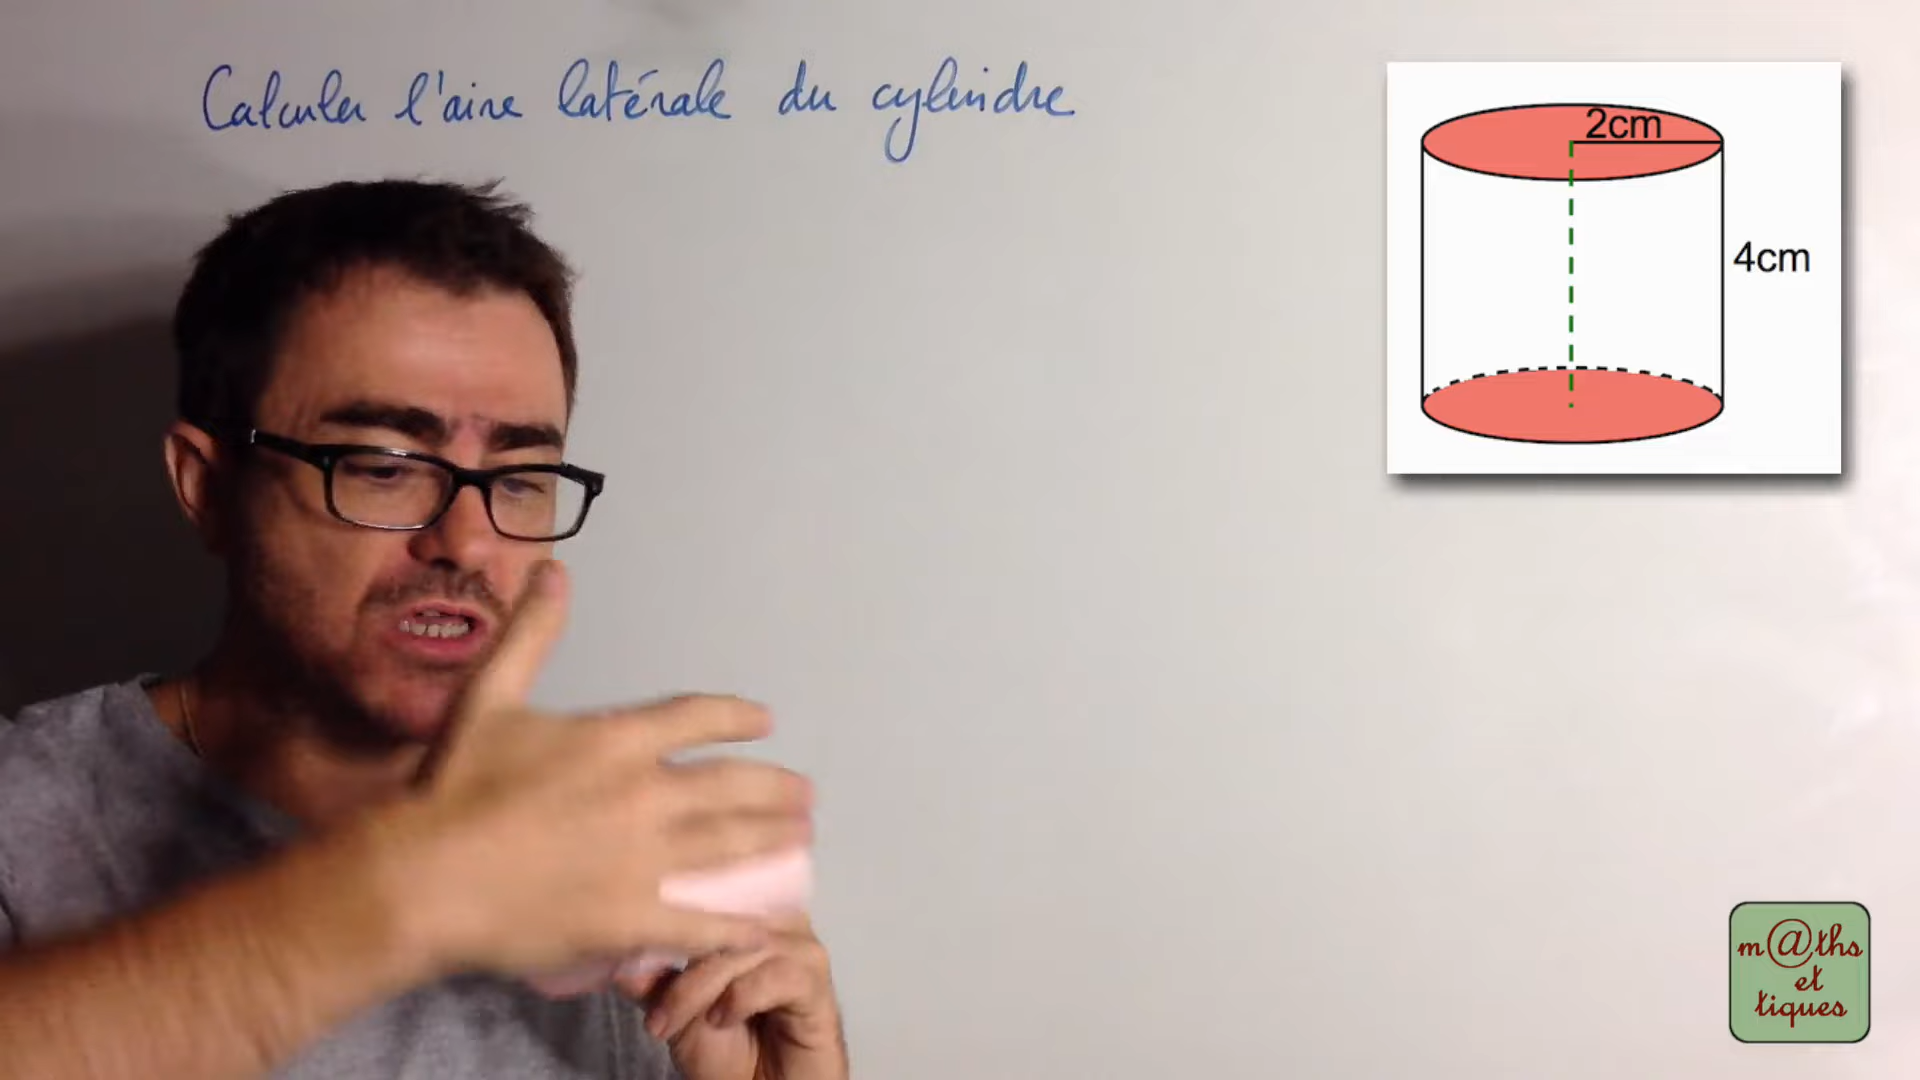 Calculer l'aire latérale du cylindre
2cm
4cm
m@ths
et
tiques